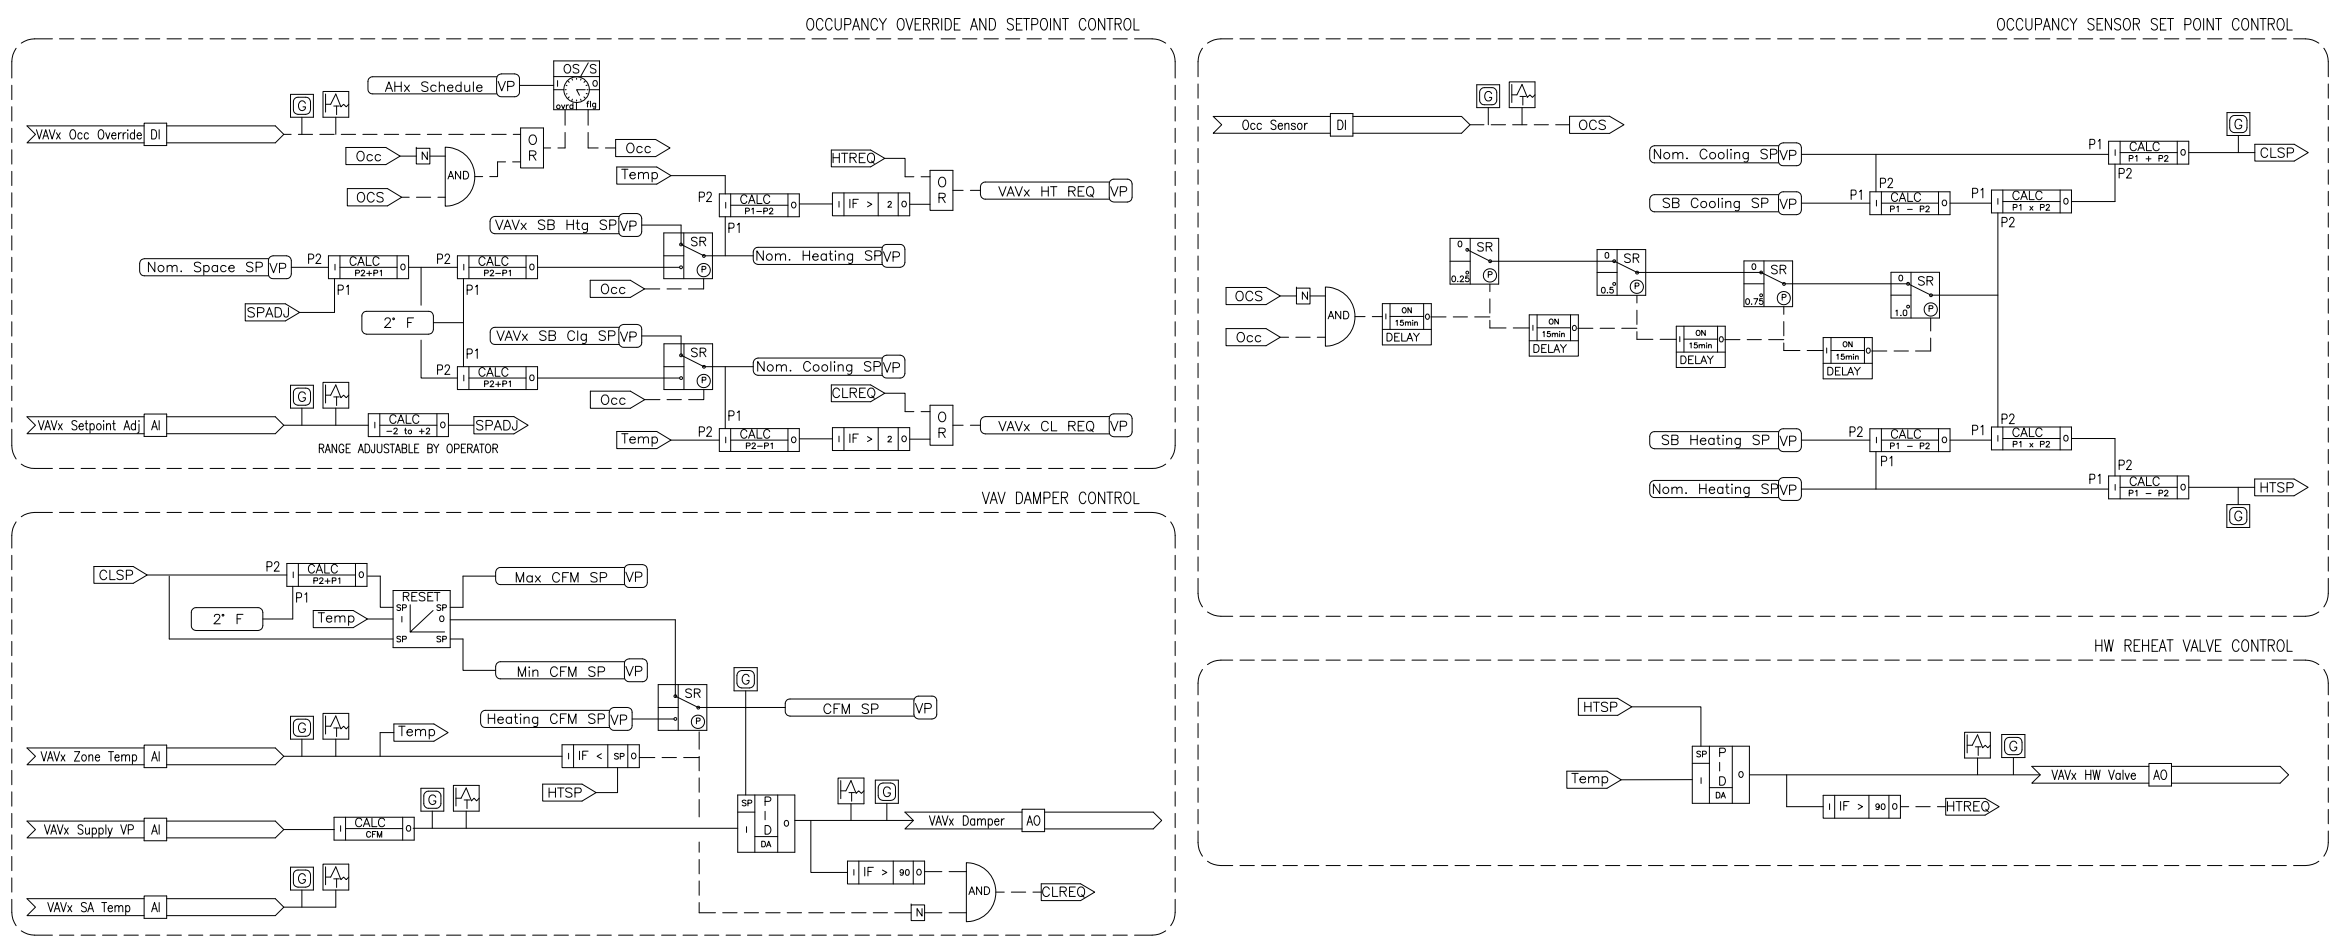 OCCUPANCY OVERRIDE AND SETPOINT CONTROL
AHx Schedule VP
OS/S
I O
ovrd flg
G
VAVx Occ Override DI
Occ N
OCS
AND
OR
Occ
Temp
P2
I CALC O
P1-P2
P1
I IF > 2 O
HTREQ
OR
VAVx HT REQ VP
VAVx SB Htg SP VP
SR
P
Nom. Heating SP VP
Occ
Nom. Space SP VP
P2
I CALC O
P2+P1
P1
SPADJ
P2
I CALC O
P2-P1
P1
2° F
P1
P2
I CALC O
P2+P1
VAVx SB Clg SP VP
SR
P
Nom. Cooling SP VP
Occ
P1
Temp
P2
I CALC O
P2-P1
I IF > 2 O
CLREQ
OR
VAVx CL REQ VP
G
VAVx Setpoint Adj AI
I CALC O
-2 to +2
SPADJ
RANGE ADJUSTABLE BY OPERATOR
OCCUPANCY SENSOR SET POINT CONTROL
G
Occ Sensor DI
OCS
Nom. Cooling SP VP
P1
I CALC O
P1 + P2
P2
G
CLSP
SB Cooling SP VP
P1
P2
I CALC O
P1 - P2
P1
I CALC O
P1 x P2
P2
0 SR
0.25 P
0 SR
0.5 P
0 SR
0.75 P
0 SR
1.0 P
OCS N
Occ
AND
I ON O
15min
DELAY
I ON O
15min
DELAY
I ON O
15min
DELAY
I ON O
15min
DELAY
SB Heating SP VP
P2
I CALC O
P1 - P2
P1
P1
P2
I CALC O
P1 x P2
Nom. Heating SP VP
P1
P2
I CALC O
P1 - P2
HTSP
G
VAV DAMPER CONTROL
CLSP
P2
I CALC O
P2+P1
P1
2° F
Temp
RESET
SP SP
I O
SP SP
Max CFM SP VP
Min CFM SP VP
Heating CFM SP VP
SR
P
G
CFM SP VP
G
VAVx Zone Temp AI
Temp
I IF < SP O
HTSP
VAVx Supply VP AI
I CALC O
CFM
G
SP PID
I O
DA
G
VAVx Damper AO
I IF > 90 O
N
AND
CLREQ
G
VAVx SA Temp AI
HW REHEAT VALVE CONTROL
HTSP
Temp
SP PID
I O
DA
G
VAVx HW Valve AO
I IF > 90 O
HTREQ